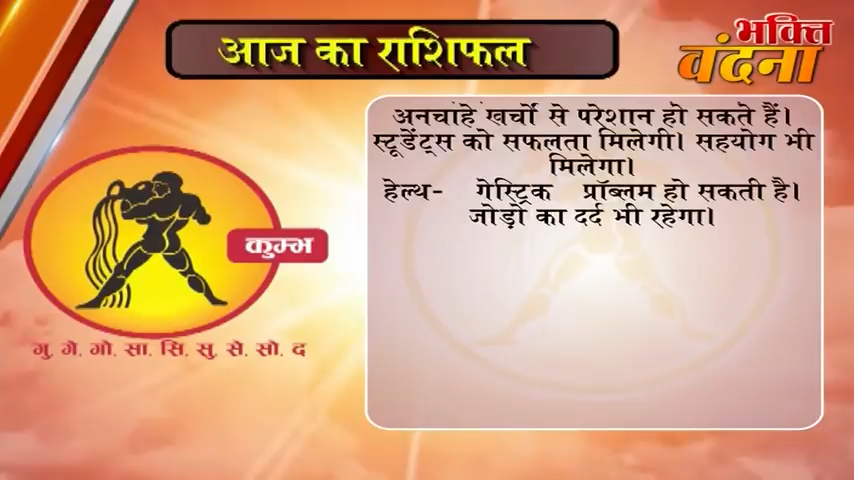 आज का राशिफल
भक्ति
वंदना
अनचाहे खर्चो से परेशान हो सकते हैं।
स्टूडेंट्स को सफलता मिलेगी। सहयोग भी
मिलेगा।
हेल्थ- गेस्ट्रिक प्रॉब्लम हो सकती है।
जोड़ो का दर्द भी रहेगा।
कुम्भ
गु, गे, गो, सा, सि, सु, से, सो, द